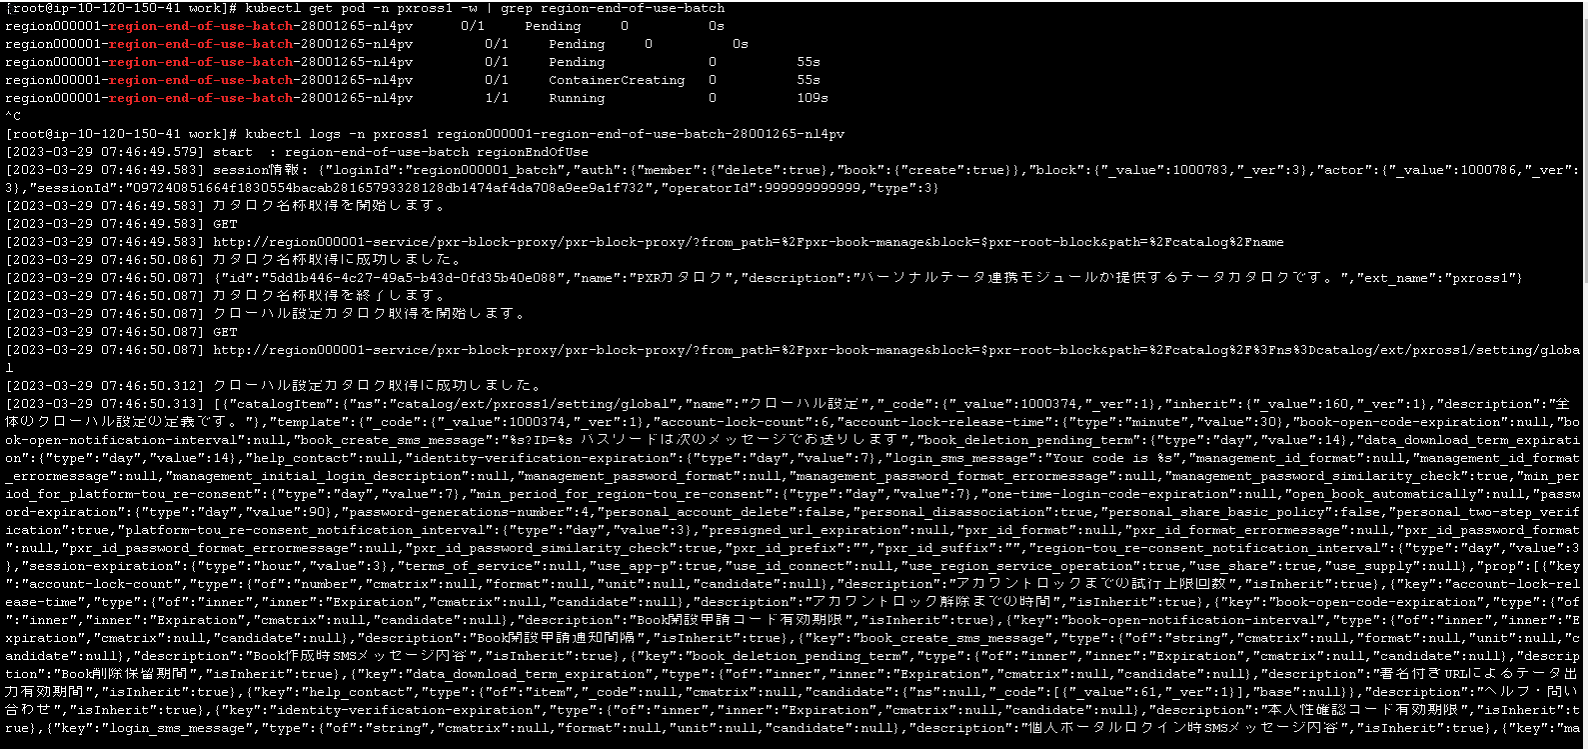 [root@ip-10-120-150-41 work]# kubectl get pod -n pxross1 -w | grep region-end-of-use-batch
region000001-region-end-of-use-batch-28001265-nl4pv 0/1 Pending 0 0s
region000001-region-end-of-use-batch-28001265-nl4pv 0/1 Pending 0 0s
region000001-region-end-of-use-batch-28001265-nl4pv 0/1 Pending 0 55s
region000001-region-end-of-use-batch-28001265-nl4pv 0/1 ContainerCreating 0 55s
region000001-region-end-of-use-batch-28001265-nl4pv 1/1 Running 0 109s
^C
[root@ip-10-120-150-41 work]# kubectl logs -n pxross1 region000001-region-end-of-use-batch-28001265-nl4pv
[2023-03-29 07:46:49.579] start : region-end-of-use-batch regionEndOfUse
[2023-03-29 07:46:49.583] session情報: {"loginId":"region000001_batch","auth":{"member":{"delete":true},"book":{"create":true}},"block":{"_value":1000783,"_ver":3},"actor":{"_value":1000786,"_ver":
3},"sessionId":"097240851664f1830554bacab28165793328128db1474af4da708a9ee9a1f732","operatorId":999999999999,"type":3}
[2023-03-29 07:46:49.583] カタログ名称取得を開始します。
[2023-03-29 07:46:49.583] GET
[2023-03-29 07:46:49.583] http://region000001-service/pxr-block-proxy/pxr-block-proxy/?from_path=%2Fpxr-book-manage&block=$pxr-root-block&path=%2Fcatalog%2Fname
[2023-03-29 07:46:50.086] カタログ名称取得に成功しました。
[2023-03-29 07:46:50.087] {"id":"5dd1b446-4c27-49a5-b43d-0fd35b40e088","name":"PXRカタログ","description":"パーソナルデータ連携モジュールが提供するデータカタログです。","ext_name":"pxross1"}
[2023-03-29 07:46:50.087] カタログ名称取得を終了します。
[2023-03-29 07:46:50.087] グローバル設定カタログ取得を開始します。
[2023-03-29 07:46:50.087] GET
[2023-03-29 07:46:50.087] http://region000001-service/pxr-block-proxy/pxr-block-proxy/?from_path=%2Fpxr-book-manage&block=$pxr-root-block&path=%2Fcatalog%2F%3Fns%3Dcatalog/ext/pxross1/setting/globa
l
[2023-03-29 07:46:50.312] グローバル設定カタログ取得に成功しました。
[2023-03-29 07:46:50.313] [{"catalogItem":{"ns":"catalog/ext/pxross1/setting/global","name":"グローバル設定","_code":{"_value":1000374,"_ver":1},"inherit":{"_value":160,"_ver":1},"description":"全
体のグローバル設定の定義です。"},"template":{"_code":{"_value":1000374,"_ver":1},"account-lock-count":6,"account-lock-release-time":{"type":"minute","value":30},"book-open-code-expiration":null,"bo
ok-open-notification-interval":null,"book_create_sms_message":"%s?ID=%s パスワードは次のメッセージでお送りします","book_deletion_pending_term":{"type":"day","value":14},"data_download_term_expirati
on":{"type":"day","value":14},"help_contact":null,"identity-verification-expiration":{"type":"day","value":7},"login_sms_message":"Your code is %s","management_id_format":null,"management_id_format
_errormessage":null,"management_initial_login_description":null,"management_password_format":null,"management_password_format_errormessage":null,"management_password_similarity_check":true,"min_per
iod_for_platform-tou_re-consent":{"type":"day","value":7},"min_period_for_region-tou_re-consent":{"type":"day","value":7},"one-time-login-code-expiration":null,"open_book_automatically":null,"passw
ord-expiration":{"type":"day","value":90},"password-generations-number":4,"personal_account_delete":false,"personal_disassociation":true,"personal_share_basic_policy":false,"personal_two-step_verif
ication":true,"platform-tou_re-consent_notification_interval":{"type":"day","value":3},"presigned_url_expiration":null,"pxr_id_format":null,"pxr_id_format_errormessage":null,"pxr_id_password_format
":null,"pxr_id_password_format_errormessage":null,"pxr_id_password_similarity_check":true,"pxr_id_prefix":"","pxr_id_suffix":"","region-tou_re-consent_notification_interval":{"type":"day","value":3
},"session-expiration":{"type":"hour","value":3},"terms_of_service":null,"use_app-p":true,"use_id_connect":null,"use_region_service_operation":true,"use_share":true,"use_supply":null},"prop":[{"key
":"account-lock-count","type":{"of":"number","cmatrix":null,"format":null,"unit":null,"candidate":null},"description":"アカウントロックまでの試行上限回数","isInherit":true},{"key":"account-lock-rel
ease-time","type":{"of":"inner","inner":"Expiration","cmatrix":null,"candidate":null},"description":"アカウントロック解除までの時間","isInherit":true},{"key":"book-open-code-expiration","type":{"of
":"inner","inner":"Expiration","cmatrix":null,"candidate":null},"description":"Book開設申請コード有効期限","isInherit":true},{"key":"book-open-notification-interval","type":{"of":"inner","inner":"E
xpiration","cmatrix":null,"candidate":null},"description":"Book開設申請通知間隔","isInherit":true},{"key":"book_create_sms_message","type":{"of":"string","cmatrix":null,"format":null,"unit":null,"c
andidate":null},"description":"Book作成時SMSメッセージ内容","isInherit":true},{"key":"book_deletion_pending_term","type":{"of":"inner","inner":"Expiration","cmatrix":null,"candidate":null},"descrip
tion":"Book削除保留期間","isInherit":true},{"key":"data_download_term_expiration","type":{"of":"inner","inner":"Expiration","cmatrix":null,"candidate":null},"description":"署名付きURLによるデータ出
力有効期間","isInherit":true},{"key":"help_contact","type":{"of":"item","_code":null,"cmatrix":null,"candidate":{"ns":null,"_code":[{"_value":61,"_ver":1}],"base":null}},"description":"ヘルプ・問い
合わせ","isInherit":true},{"key":"identity-verification-expiration","type":{"of":"inner","inner":"Expiration","cmatrix":null,"candidate":null},"description":"本人性確認コード有効期限","isInherit":t
rue},{"key":"login_sms_message","type":{"of":"string","cmatrix":null,"format":null,"unit":null,"candidate":null},"description":"個人ポータルログイン時SMSメッセージ内容","isInherit":true},{"key":"ma